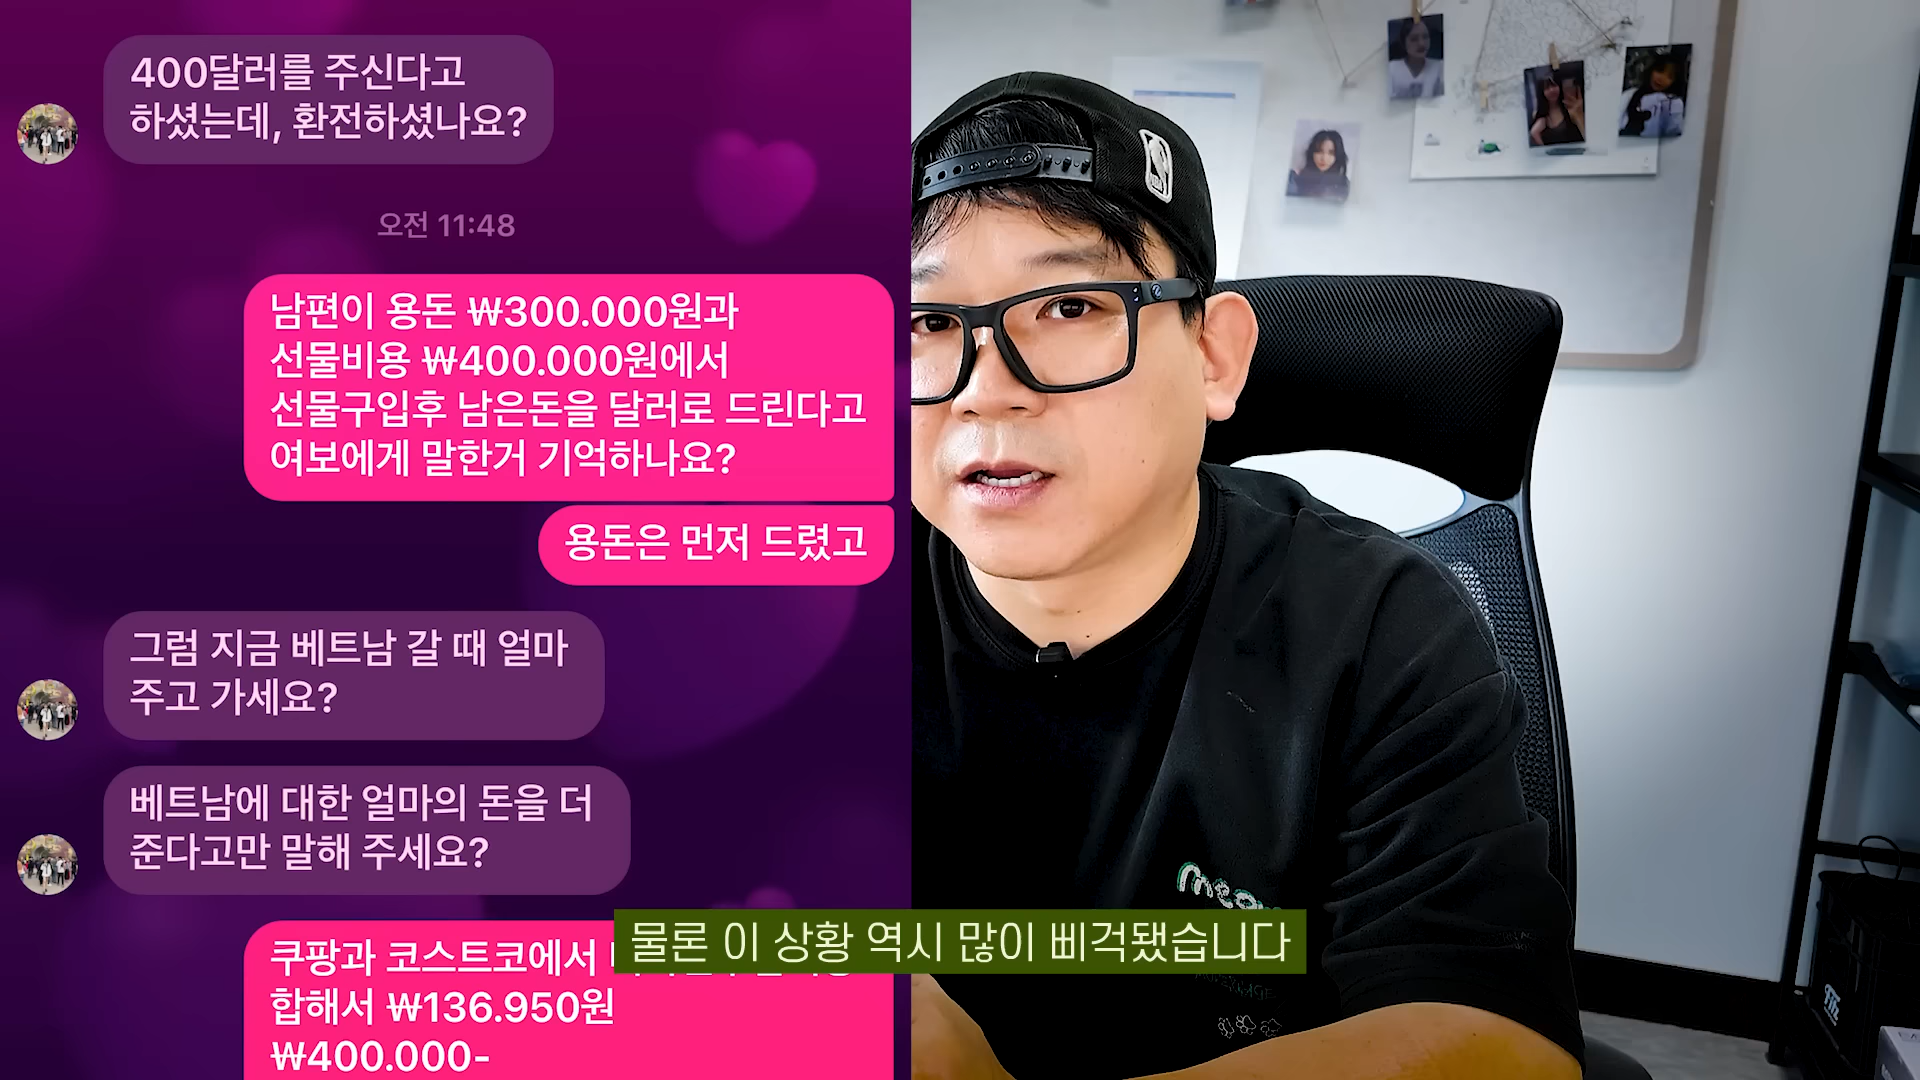 400달러를 주신다고
하셨는데, 환전하셨나요?
오전 11:48
남편이 용돈 ₩300.000원과
선물비용 ₩400.000원에서
선물구입후 남은돈을 달러로 드린다고
여보에게 말한거 기억하나요?
용돈은 먼저 드렸고
그럼 지금 베트남 갈 때 얼마
주고 가세요?
베트남에 대한 얼마의 돈을 더
준다고만 말해 주세요?
쿠팡과 코스트코에서
합해서 ₩136.950원
₩400.000-
물론 이 상황 역시 많이 삐걱됐습니다